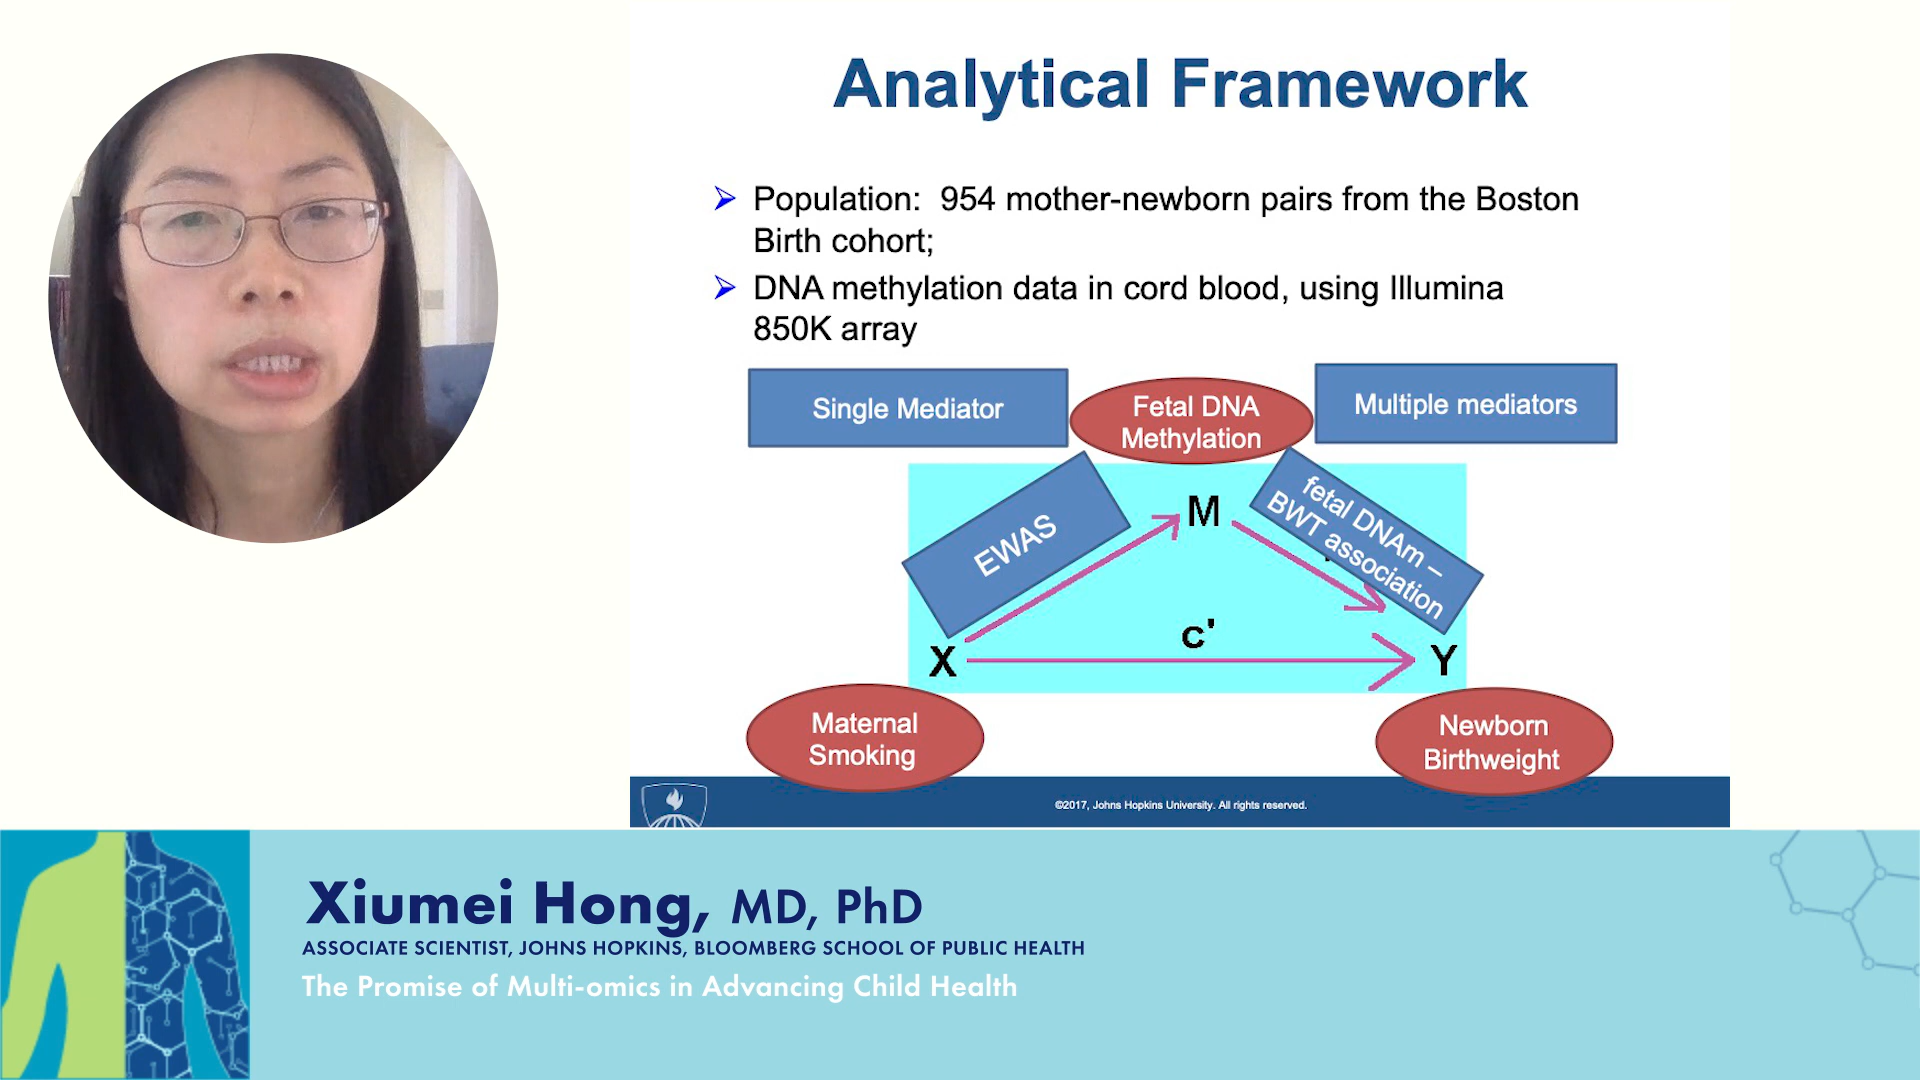 Analytical Framework
Population:  954 mother-newborn pairs from the Boston
Birth cohort;
DNA methylation data in cord blood, using Illumina
850K array
Single Mediator
Fetal DNA
Methylation
Multiple mediators
EWAS
M
fetal DNAm –
BWT association
c'
X
Y
Maternal
Smoking
Newborn
Birthweight
©2017, Johns Hopkins University. All rights reserved.
Xiumei Hong, MD, PhD
ASSOCIATE SCIENTIST, JOHNS HOPKINS, BLOOMBERG SCHOOL OF PUBLIC HEALTH
The Promise of Multi-omics in Advancing Child Health